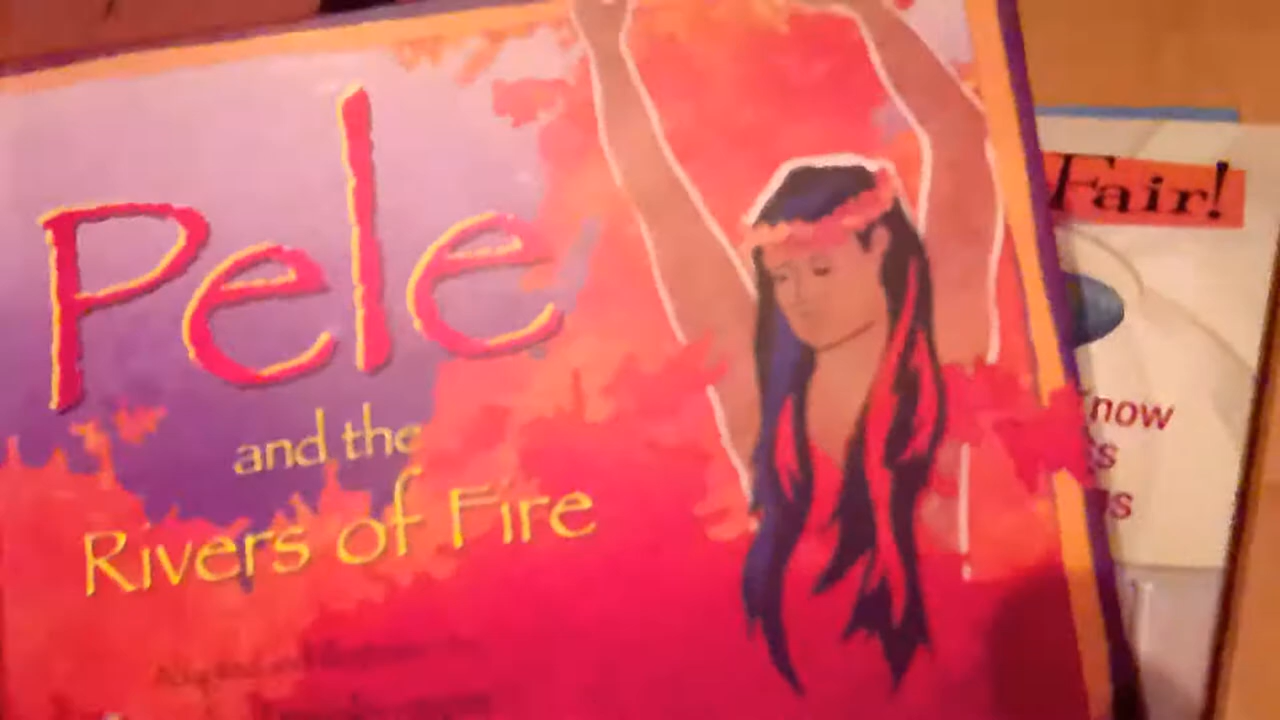 Pele
and the
Rivers of Fire
Fair!
now